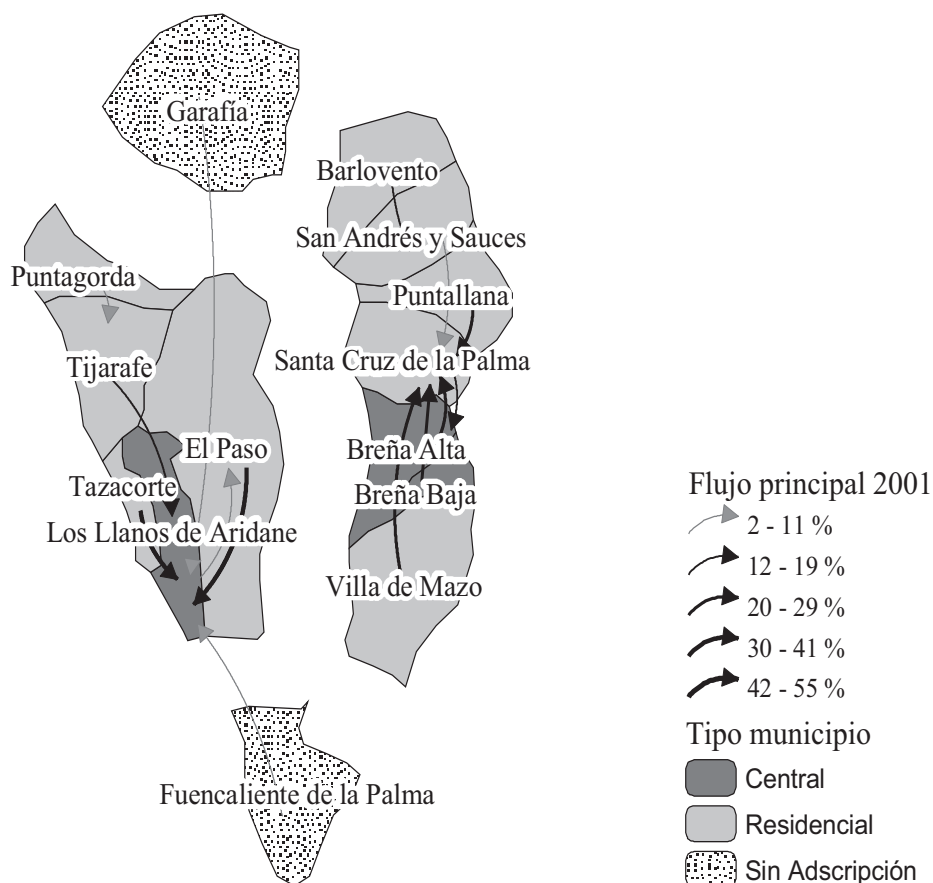 Garafía
Barlovento
San Andrés y Sauces
Puntagorda
Puntallana
Tijarafe
Santa Cruz de la Palma
El Paso
Breña Alta
Tazacorte
Breña Baja
Los Llanos de Aridane
Villa de Mazo
Fuencaliente de la Palma
Flujo principal 2001
2 - 11 %
12 - 19 %
20 - 29 %
30 - 41 %
42 - 55 %
Tipo municipio
Central
Residencial
Sin Adscripción